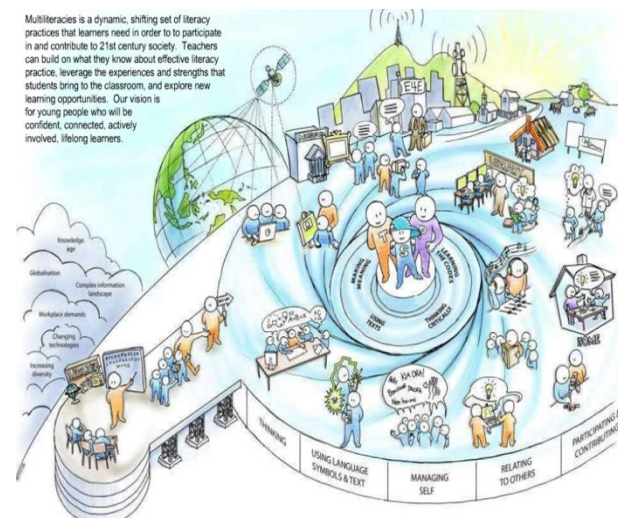 Multiliteracies is a dynamic, shifting set of literacy
practices that learners need in order to to participate
in and contribute to 21st century society. Teachers
can build on what they know about effective literacy
practice, leverage the experiences and strengths that
students bring to the classroom, and explore new
learning opportunities. Our vision is
for young people who will be
confident, connected, actively
involved, lifelong learners.
E4E
LIBRARY
Knowledge
age
Globalisation
Complex information
landscape
Workplace demands
Changing
technologies
Increasing
diversity
MAKING
MEANING
LEARNING
THE CODES
USING
TEXTS
THINKING
CRITICALLY
T
S
P
HOME
KIA ORA!
THINKING
USING LANGUAGE
SYMBOLS & TEXT
MANAGING
SELF
RELATING
TO OTHERS
PARTICIPATING &
CONTRIBUTING